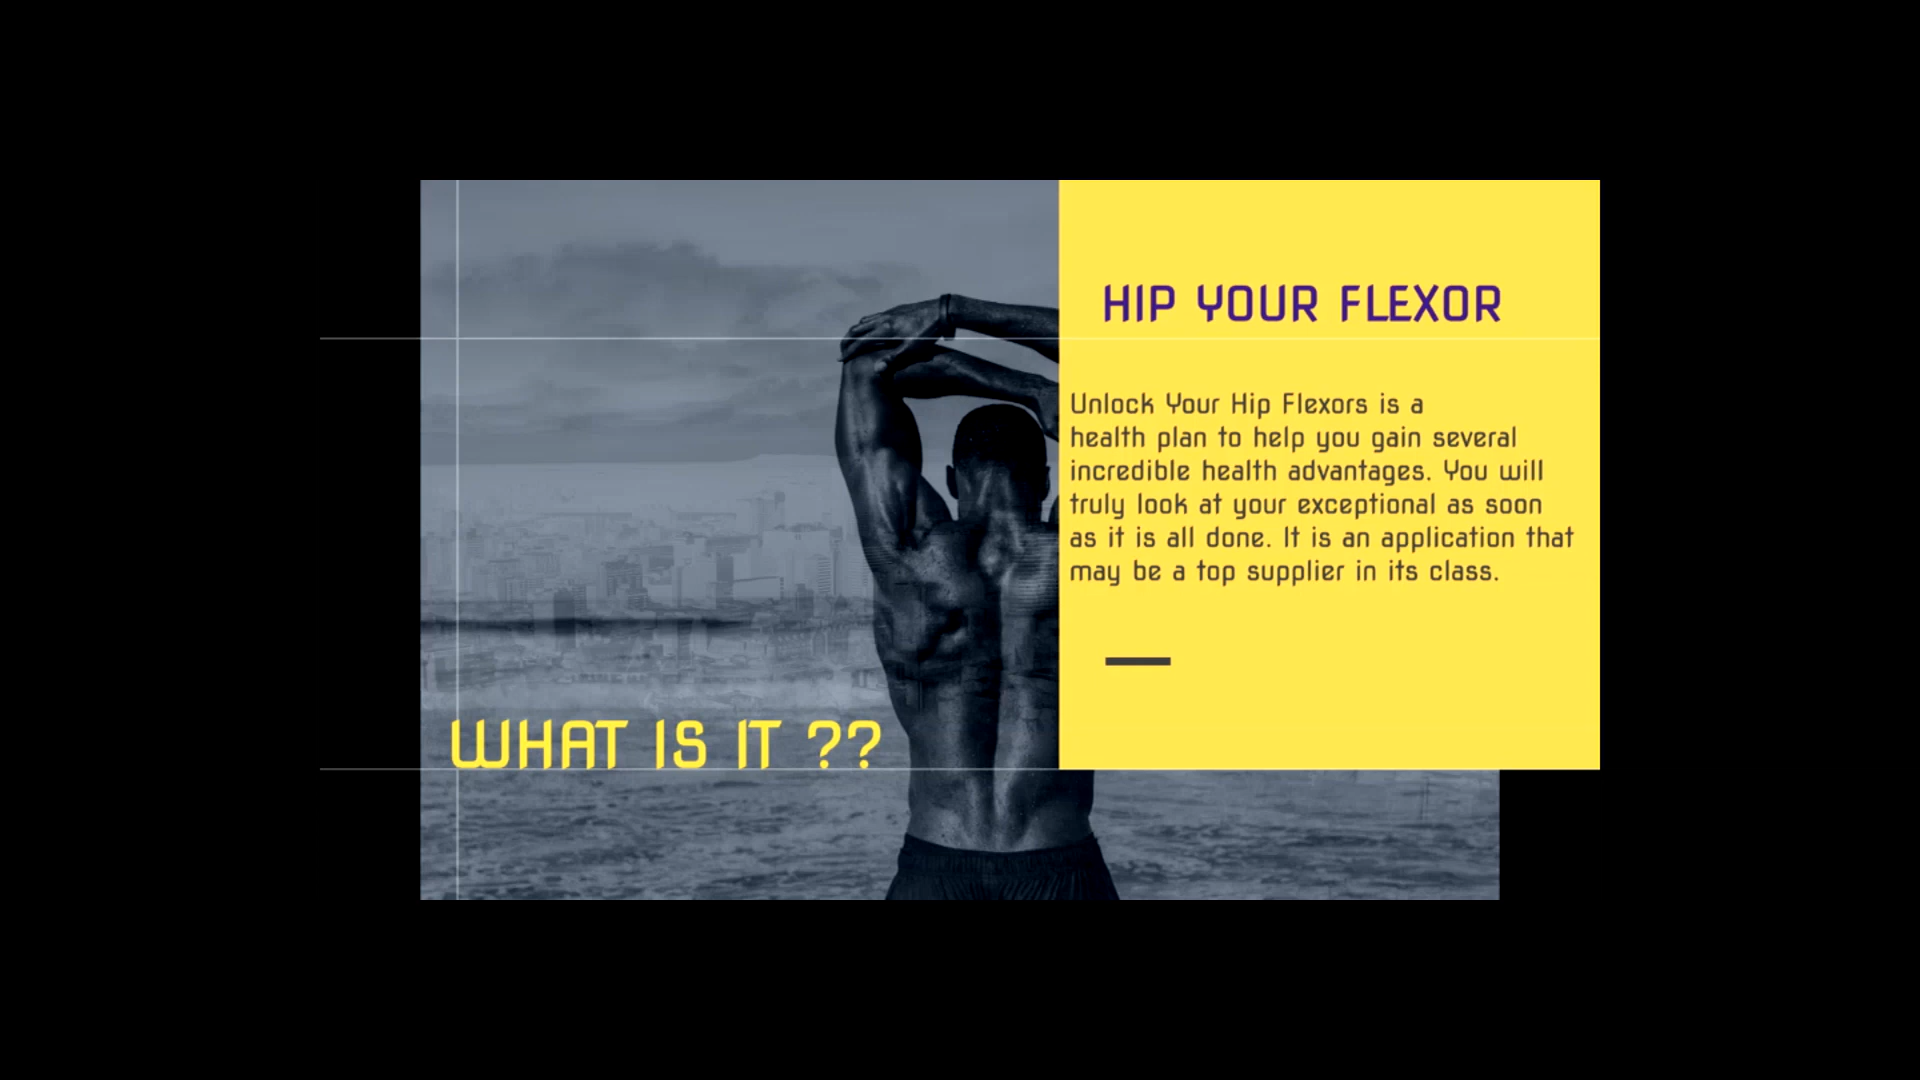 HIP YOUR FLEXOR
Unlock Your Hip Flexors is a
health plan to help you gain several
incredible health advantages. You will
truly look at your exceptional as soon
as it is all done. It is an application that
may be a top supplier in its class.
WHAT IS IT ??